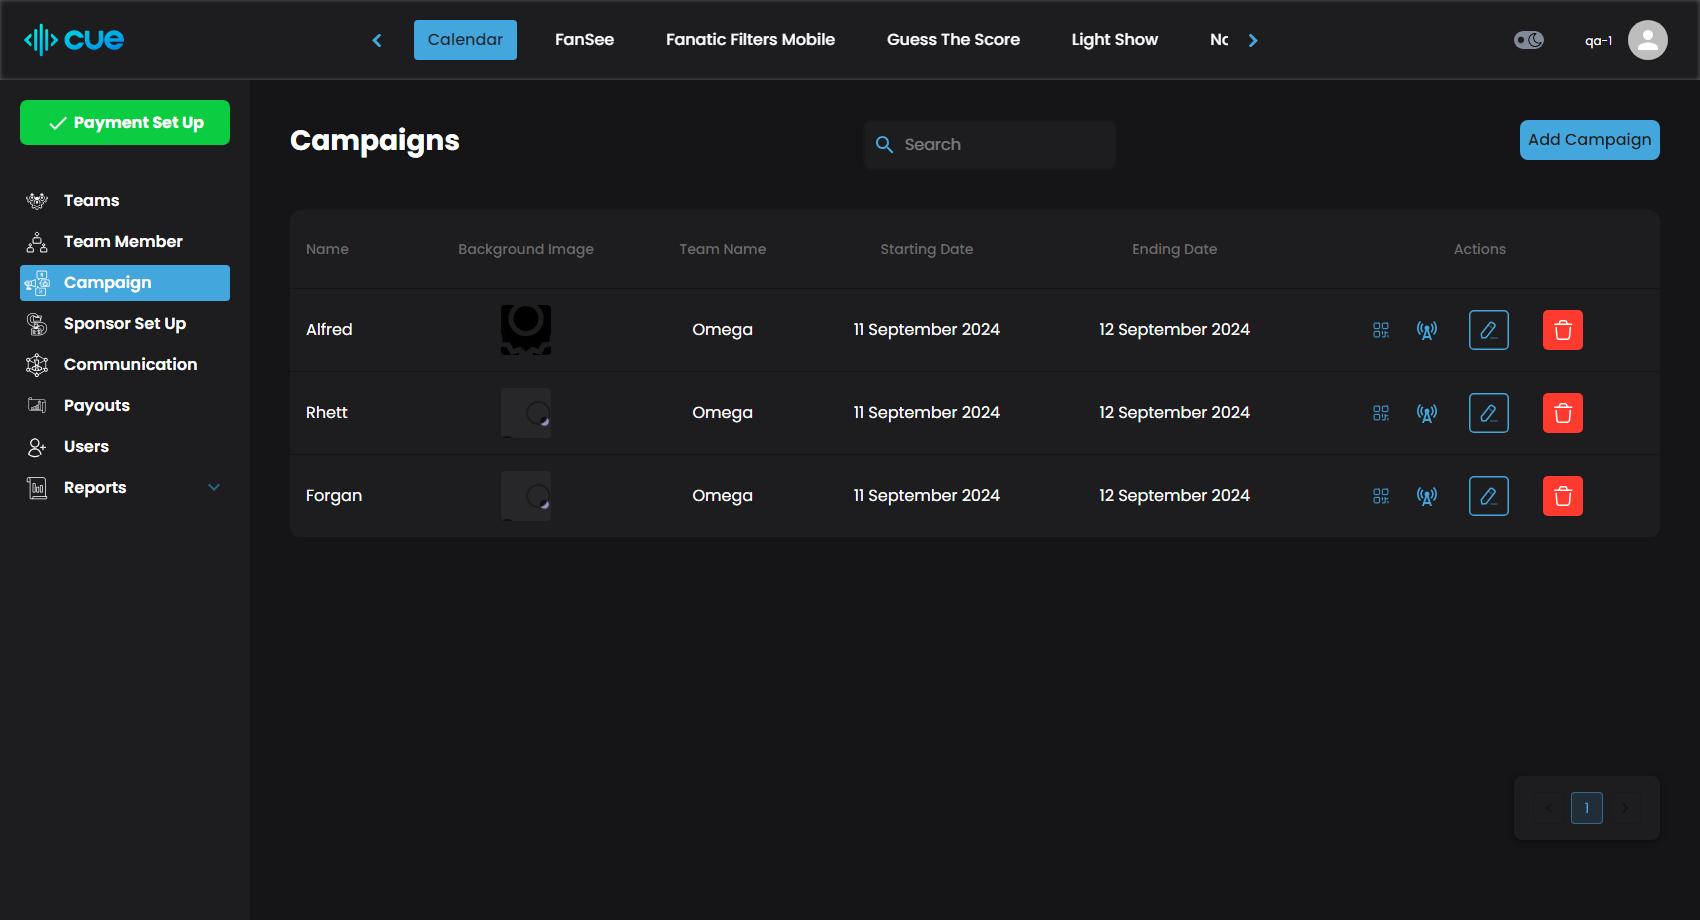 cue
Calendar FanSee Fanatic Filters Mobile Guess The Score Light Show
qa-1
Payment Set Up
Teams
Team Member
Campaign
Sponsor Set Up
Communication
Payouts
Users
Reports
Campaigns
Search
Add Campaign
Name Background Image Team Name Starting Date Ending Date Actions
Alfred Omega 11 September 2024 12 September 2024
Rhett Omega 11 September 2024 12 September 2024
Forgan Omega 11 September 2024 12 September 2024
1